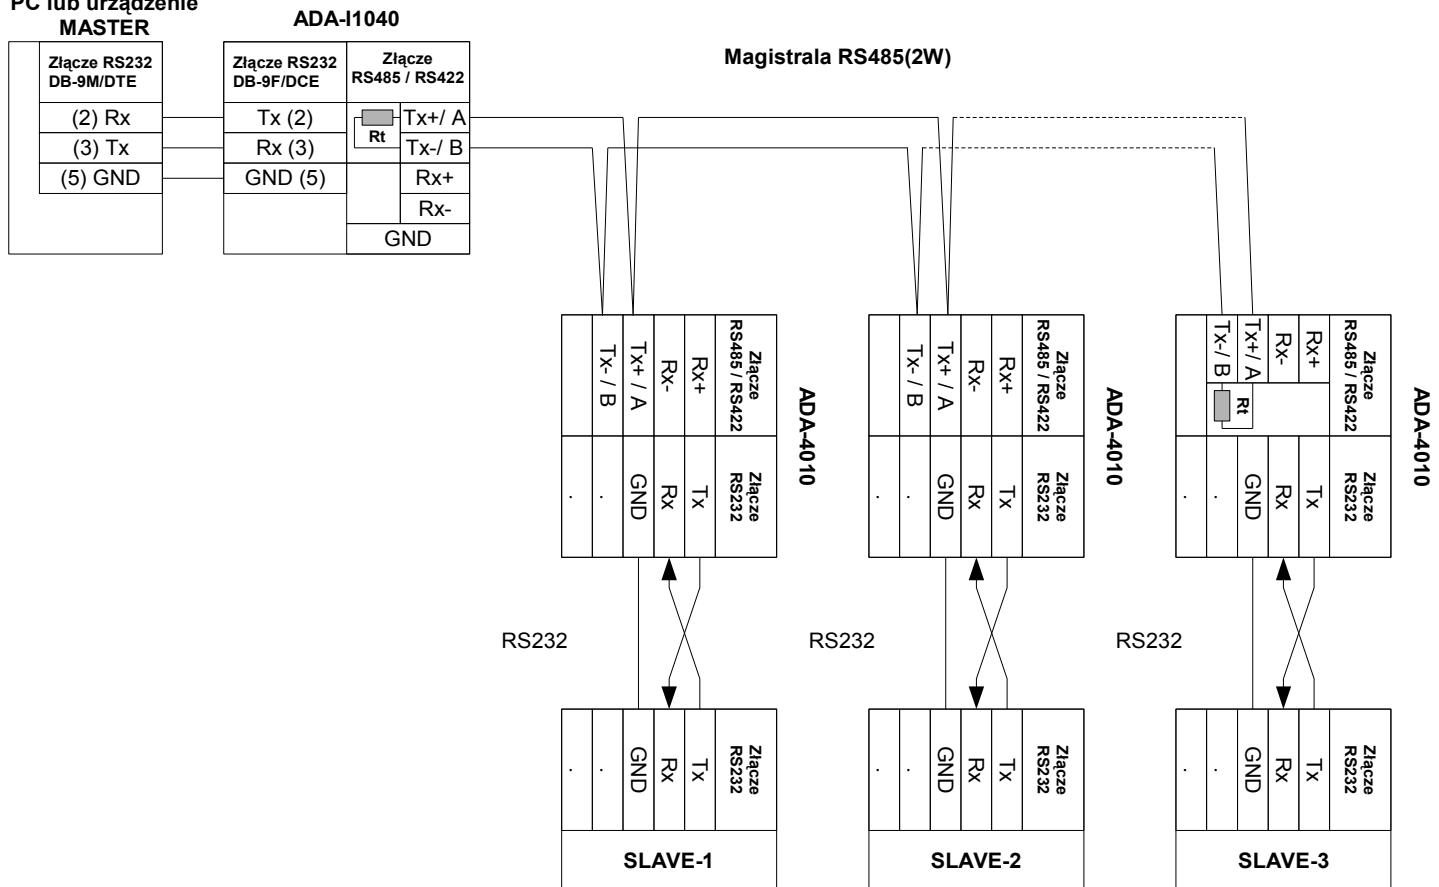 PC lub urządzenie
MASTER
ADA-I1040
Magistrala RS485(2W)
Złącze RS232
DB-9M/DTE
Złącze RS232
DB-9F/DCE
Złącze
RS485 / RS422
(2) Rx
Tx (2)
Rt
Tx+/ A
(3) Tx
Rx (3)
Tx-/ B
(5) GND
GND (5)
Rx+
Rx-
GND
Tx- / B
Tx+ / A
Rx-
Rx+
Złącze
RS485 / RS422
ADA-4010
.
.
GND
Rx
Tx
Złącze
RS232
RS232
.
.
GND
Rx
Tx
Złącze
RS232
SLAVE-1
Tx- / B
Tx+ / A
Rx-
Rx+
Złącze
RS485 / RS422
ADA-4010
.
.
GND
Rx
Tx
Złącze
RS232
RS232
.
.
GND
Rx
Tx
Złącze
RS232
SLAVE-2
Tx-/ B
Tx+/ A
Rx-
Rx+
Złącze
RS485 / RS422
Rt
ADA-4010
.
.
GND
Rx
Tx
Złącze
RS232
RS232
.
.
GND
Rx
Tx
Złącze
RS232
SLAVE-3